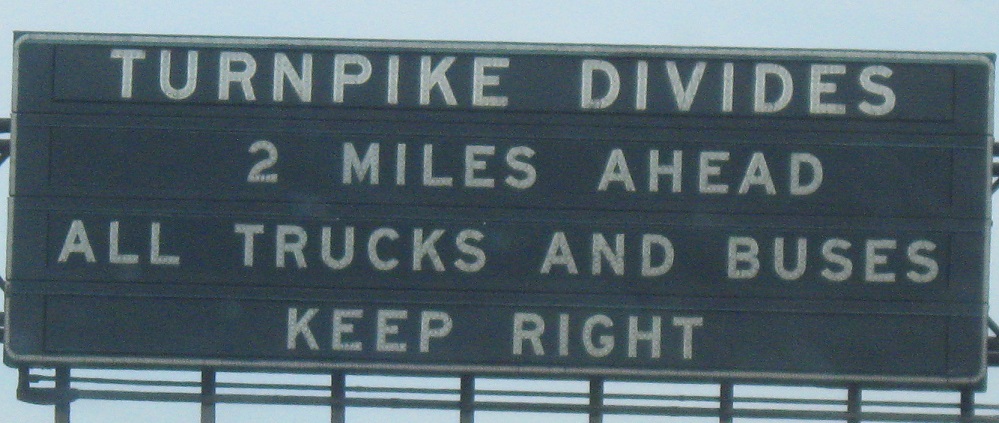 TURNPIKE DIVIDES
2 MILES AHEAD
ALL TRUCKS AND BUSES
KEEP RIGHT